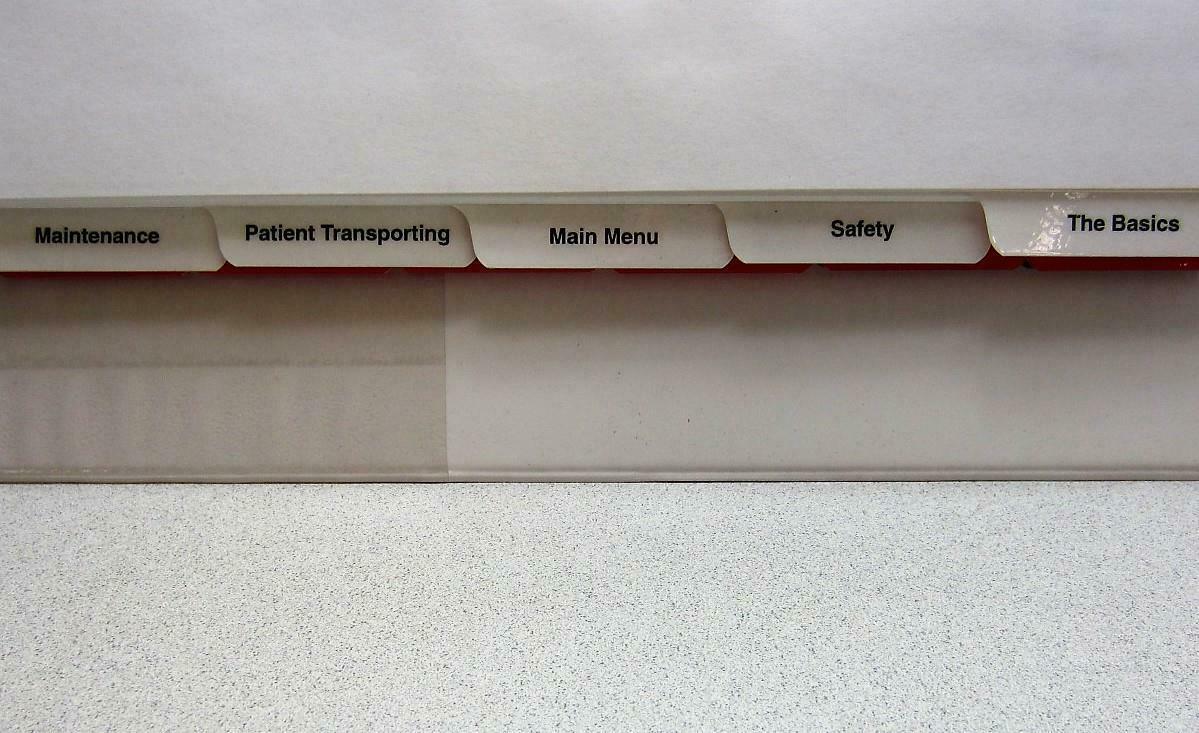 Maintenance
Patient Transporting
Main Menu
Safety
The Basics